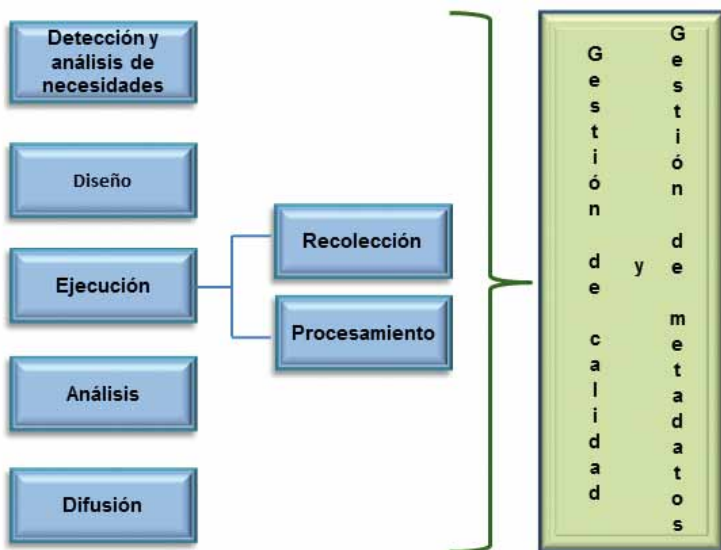 Detección y
análisis de
necesidades
Diseño
Ejecución
Análisis
Difusión
Recolección
Procesamiento
Gestión de calidad
y
Gestión de metadatos